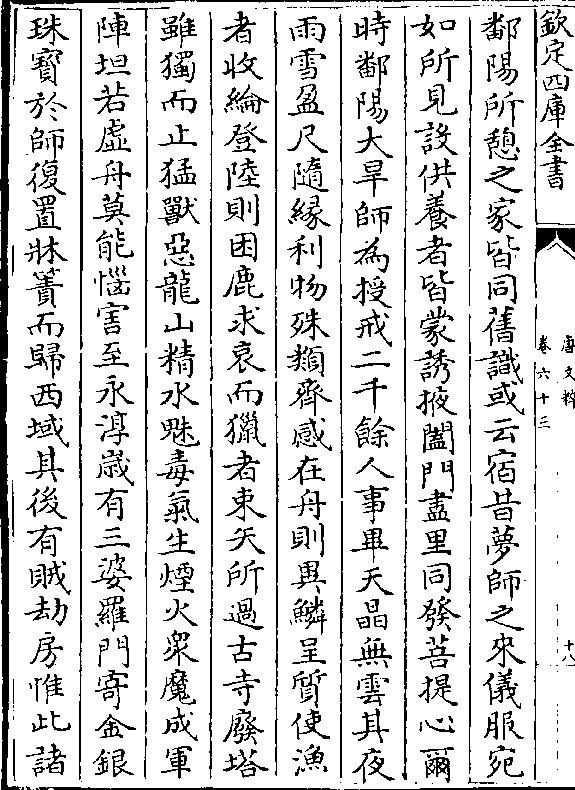 欽定四庫全書
唐文粹
卷六十三
十八
鄱陽所憩之家皆同舊識或云宿昔夢師之來儀服宛
如所見設供養者皆蒙誘掖闔門盡里同發菩提心爾
時鄱陽大旱師為授戒二千餘人事畢天晶無雲其夜
雨雪盈尺隨緣利物殊類齊感在舟則異鱗呈質使漁
者收綸登陸則困鹿求哀而獵者束矢所過古寺廢塔
雖獨而止猛獸惡龍山精水魅毒氣生煙火衆魔成軍
陣坦若虛舟莫能惱害至永淳嵗有三婆羅門寄金銀
珠寳於師復置牀簀而歸西域其後有賊劫房惟此諸